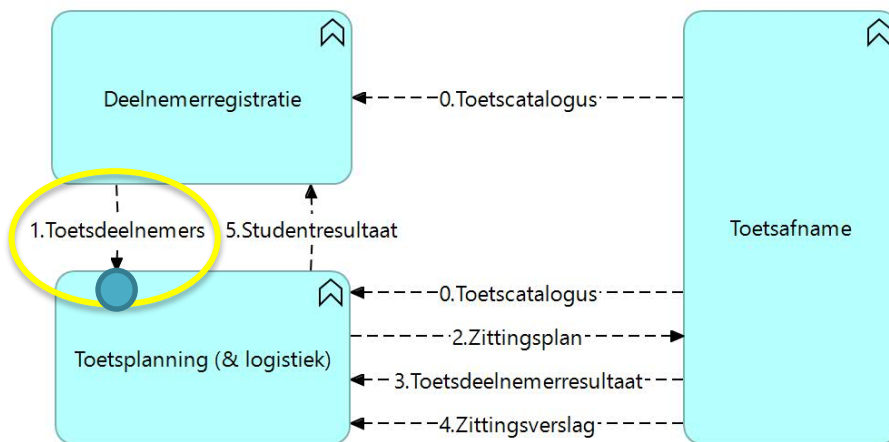 Deelnemerregistratie
0.Toetscatalogus
1.Toetsdeelnemers
5.Studentresultaat
Toetsafname
0.Toetscatalogus
2.Zittingsplan
Toetsplanning (& logistiek)
3.Toetsdeelnemerresultaat
4.Zittingsverslag